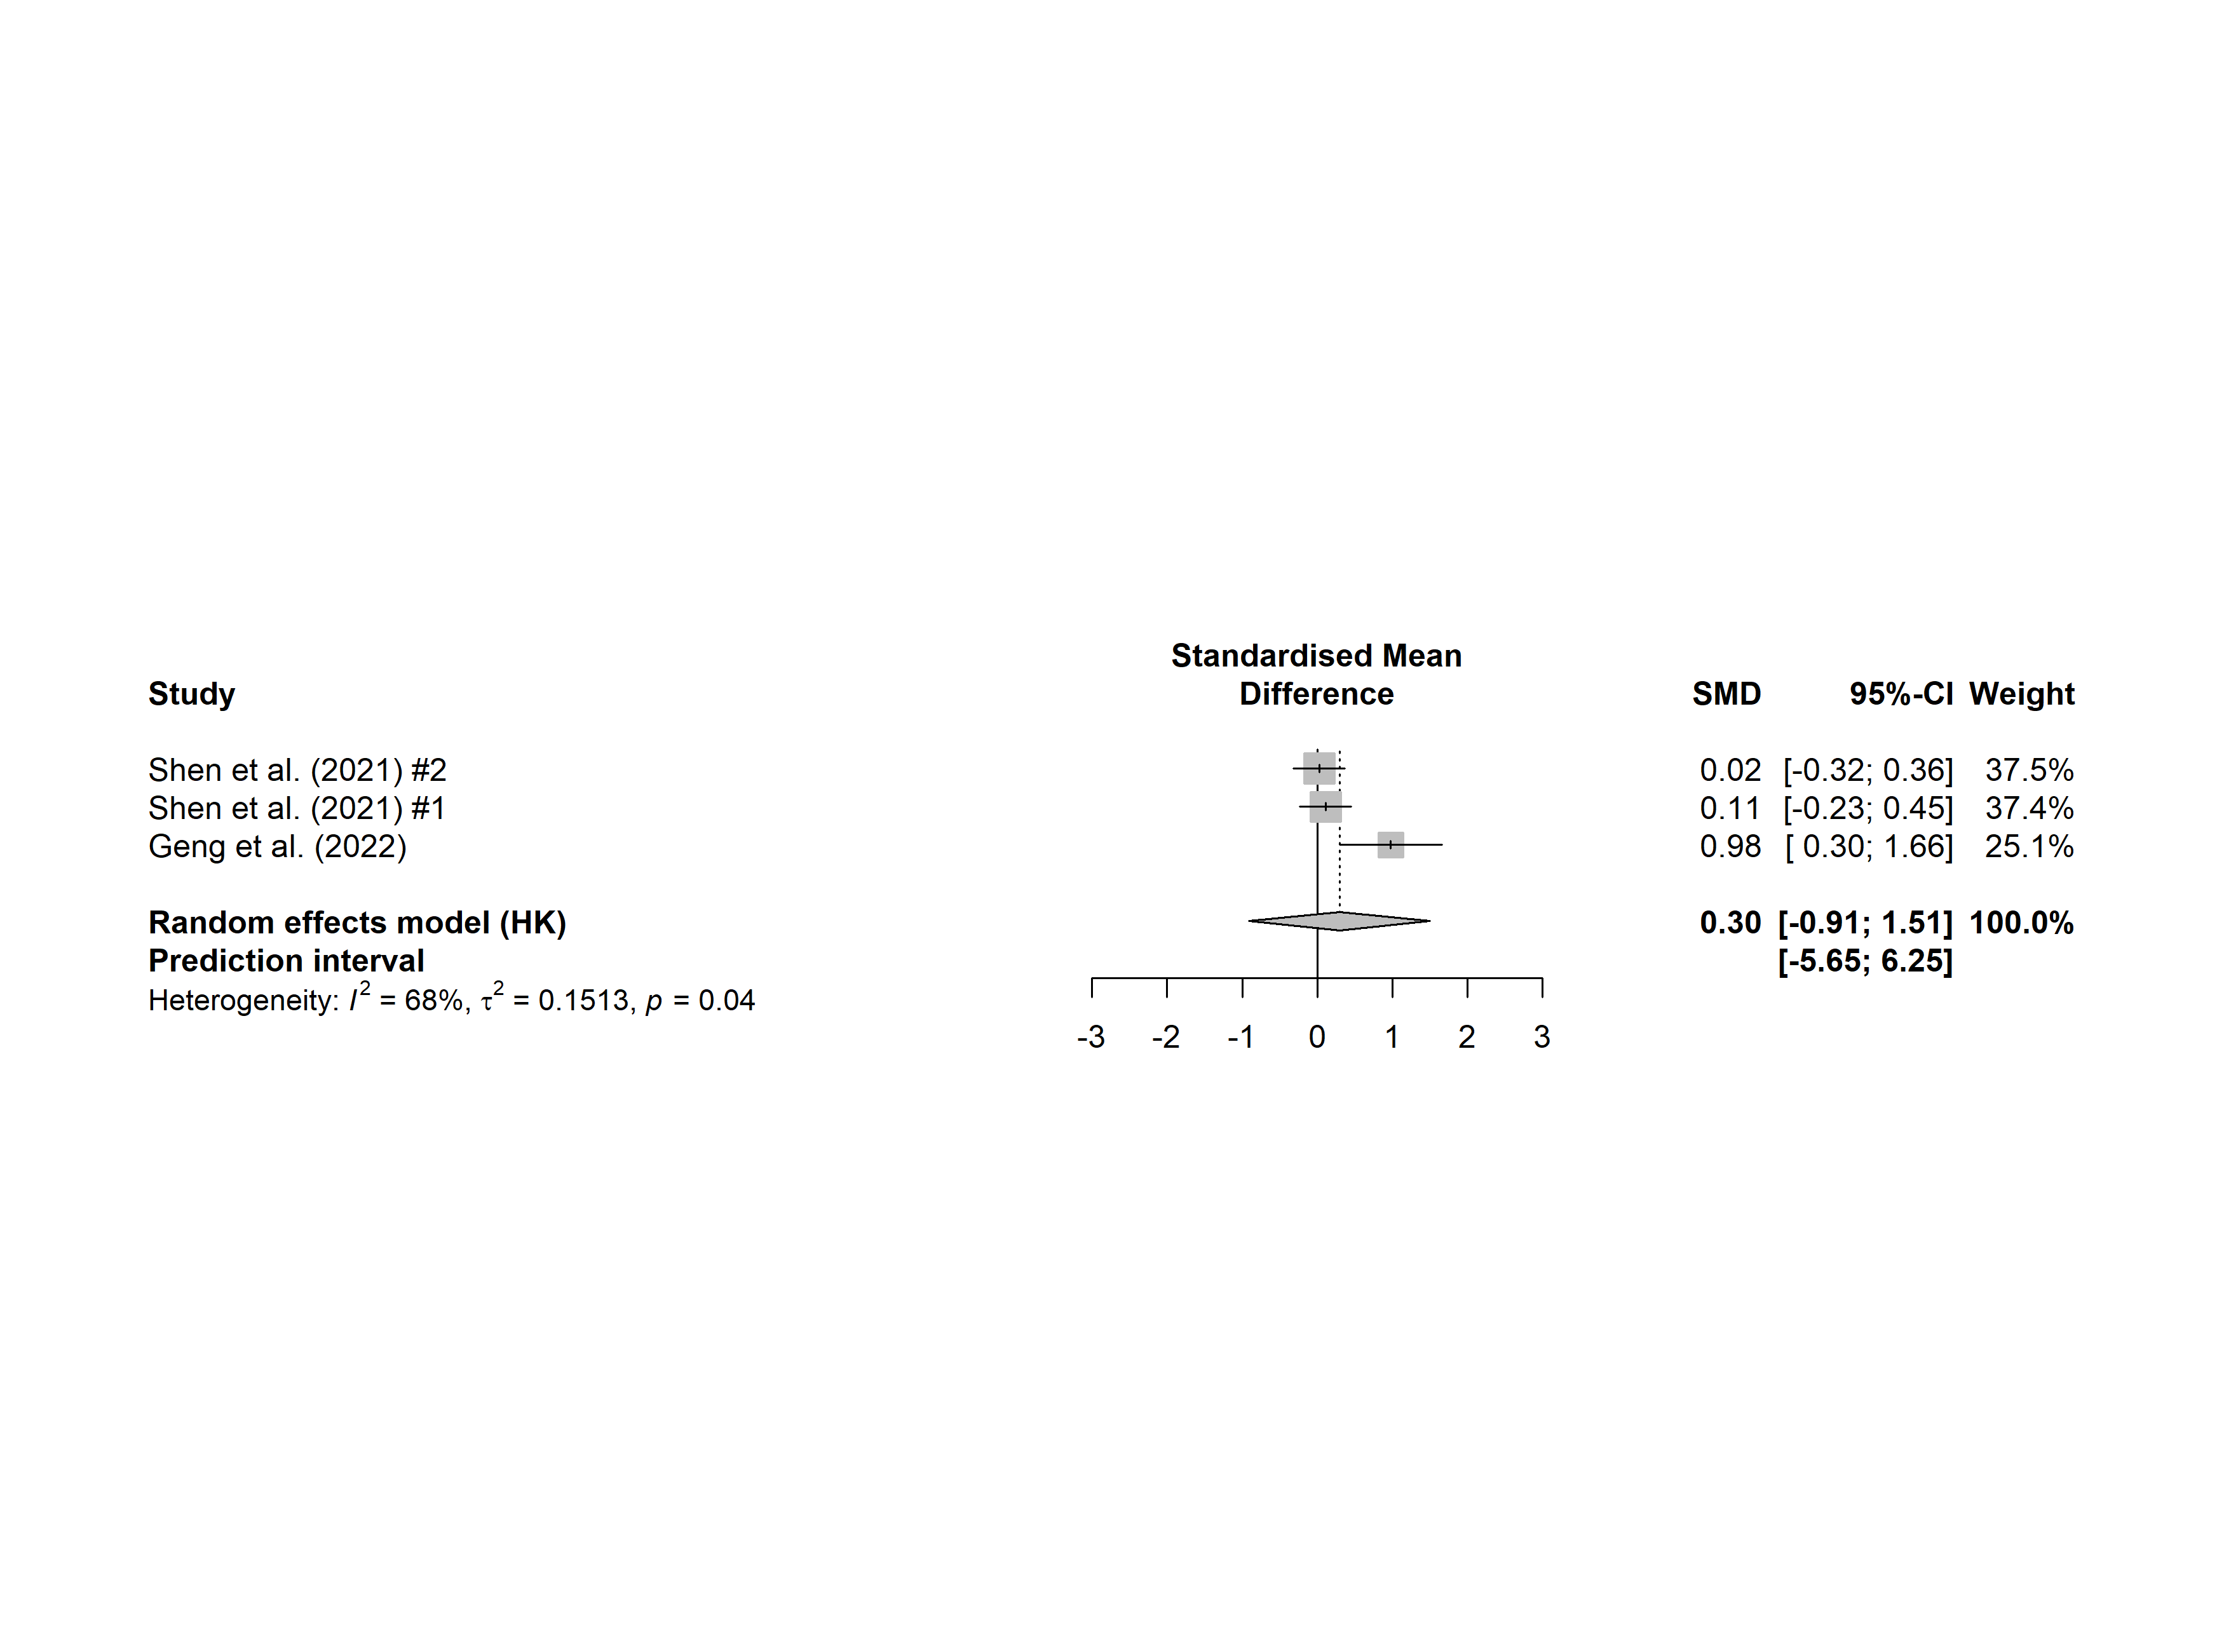 Standardised Mean
Study Difference SMD 95%-CI Weight
Shen et al. (2021) #2 0.02 [-0.32; 0.36] 37.5%
Shen et al. (2021) #1 0.11 [-0.23; 0.45] 37.4%
Geng et al. (2022) 0.98 [ 0.30; 1.66] 25.1%
Random effects model (HK) 0.30 [-0.91; 1.51] 100.0%
Prediction interval [-5.65; 6.25]
Heterogeneity: I² = 68%, τ² = 0.1513, p = 0.04
-3 -2 -1 0 1 2 3